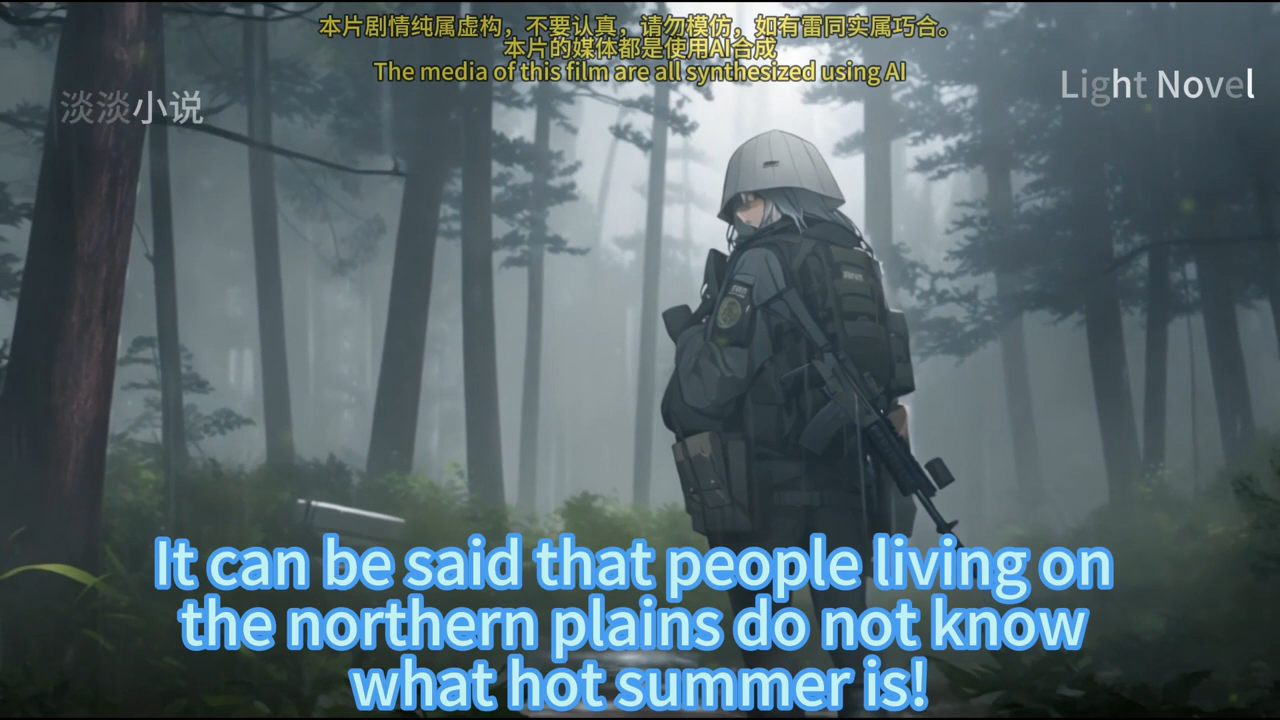 本片剧情纯属虚构，不要认真，请勿模仿，如有雷同实属巧合。
本片的媒体都是使用AI合成
The media of this film are all synthesized using AI
淡淡小说
Light Novel
It can be said that people living on
the northern plains do not know
what hot summer is!